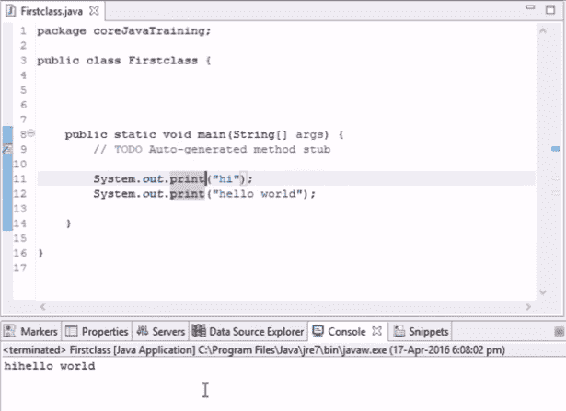 Firstclass.java
1 package coreJavaTraining;
2
3 public class Firstclass {
4
5
6
7
8 public static void main(String[] args) {
9 // TODO Auto-generated method stub
10
11 System.out.print("hi");
12 System.out.print("hello world");
13
14 }
15
16 }
17
Markers Properties Servers Data Source Explorer Console Snippets
<terminated> Firstclass [Java Application] C:\Program Files\Java\jre7\bin\javaw.exe (17-Apr-2016 6:08:02 pm)
hihello world